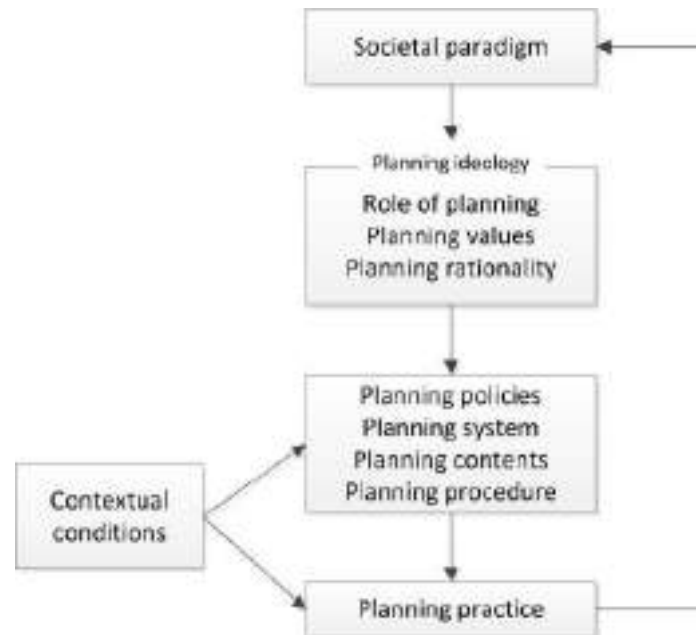 Societal paradigm
Planning ideology
Role of planning
Planning values
Planning rationality
Planning policies
Planning system
Planning contents
Planning procedure
Contextual
conditions
Planning practice